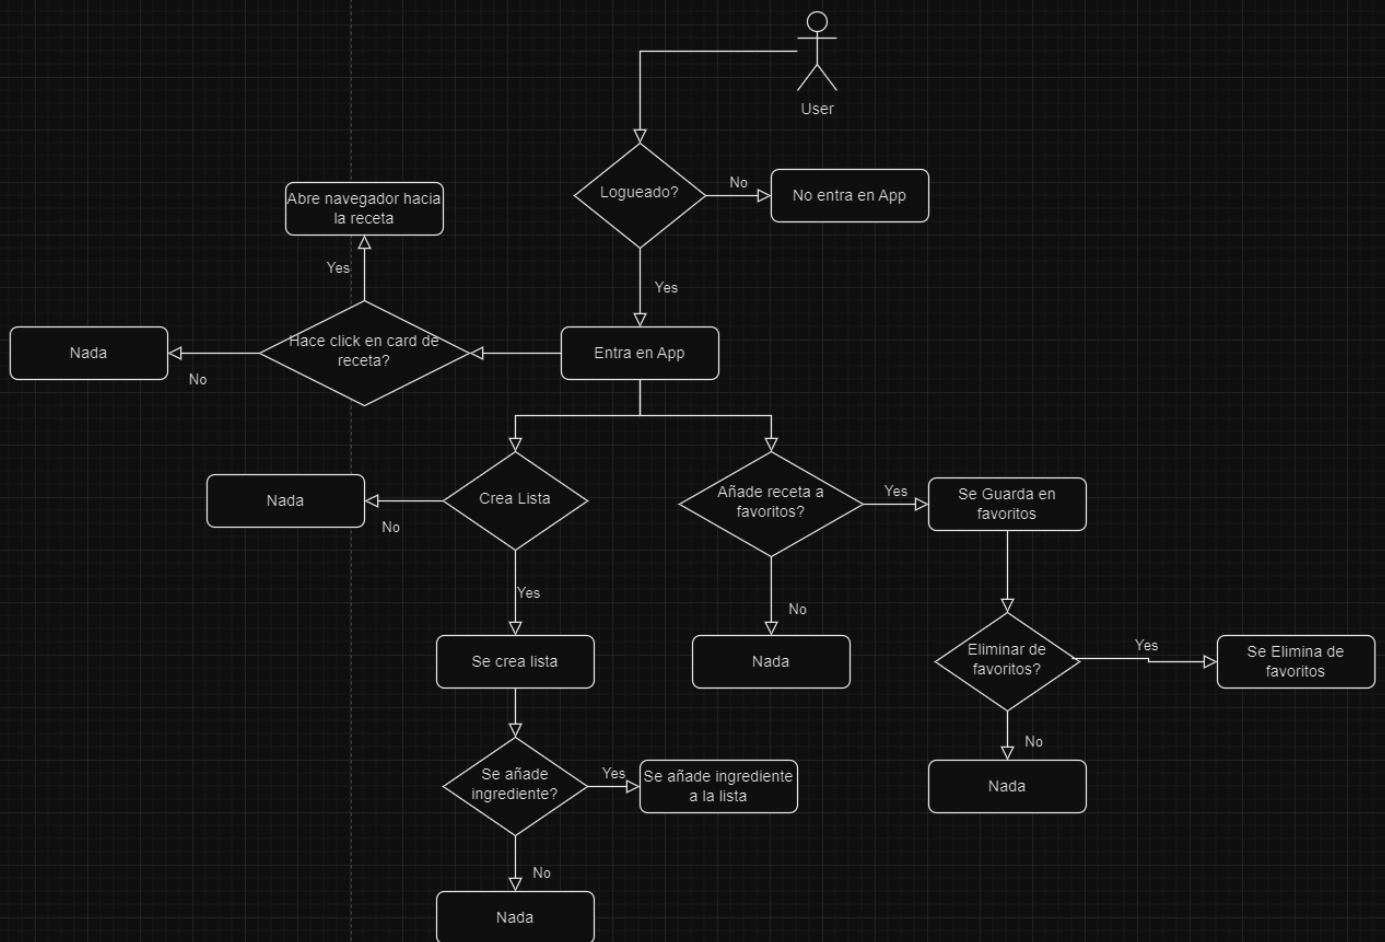 User
Logueado?
No
No entra en App
Abre navegador hacia
la receta
Yes
Yes
Hace click en card de
receta?
Nada
No
Entra en App
Crea Lista
Nada
No
Añade receta a
favoritos?
Yes
Se Guarda en
favoritos
Yes
No
Se crea lista
Nada
Eliminar de
favoritos?
Yes
Se Elimina de
favoritos
No
Nada
Se añade
ingrediente?
Yes
Se añade ingrediente
a la lista
No
Nada